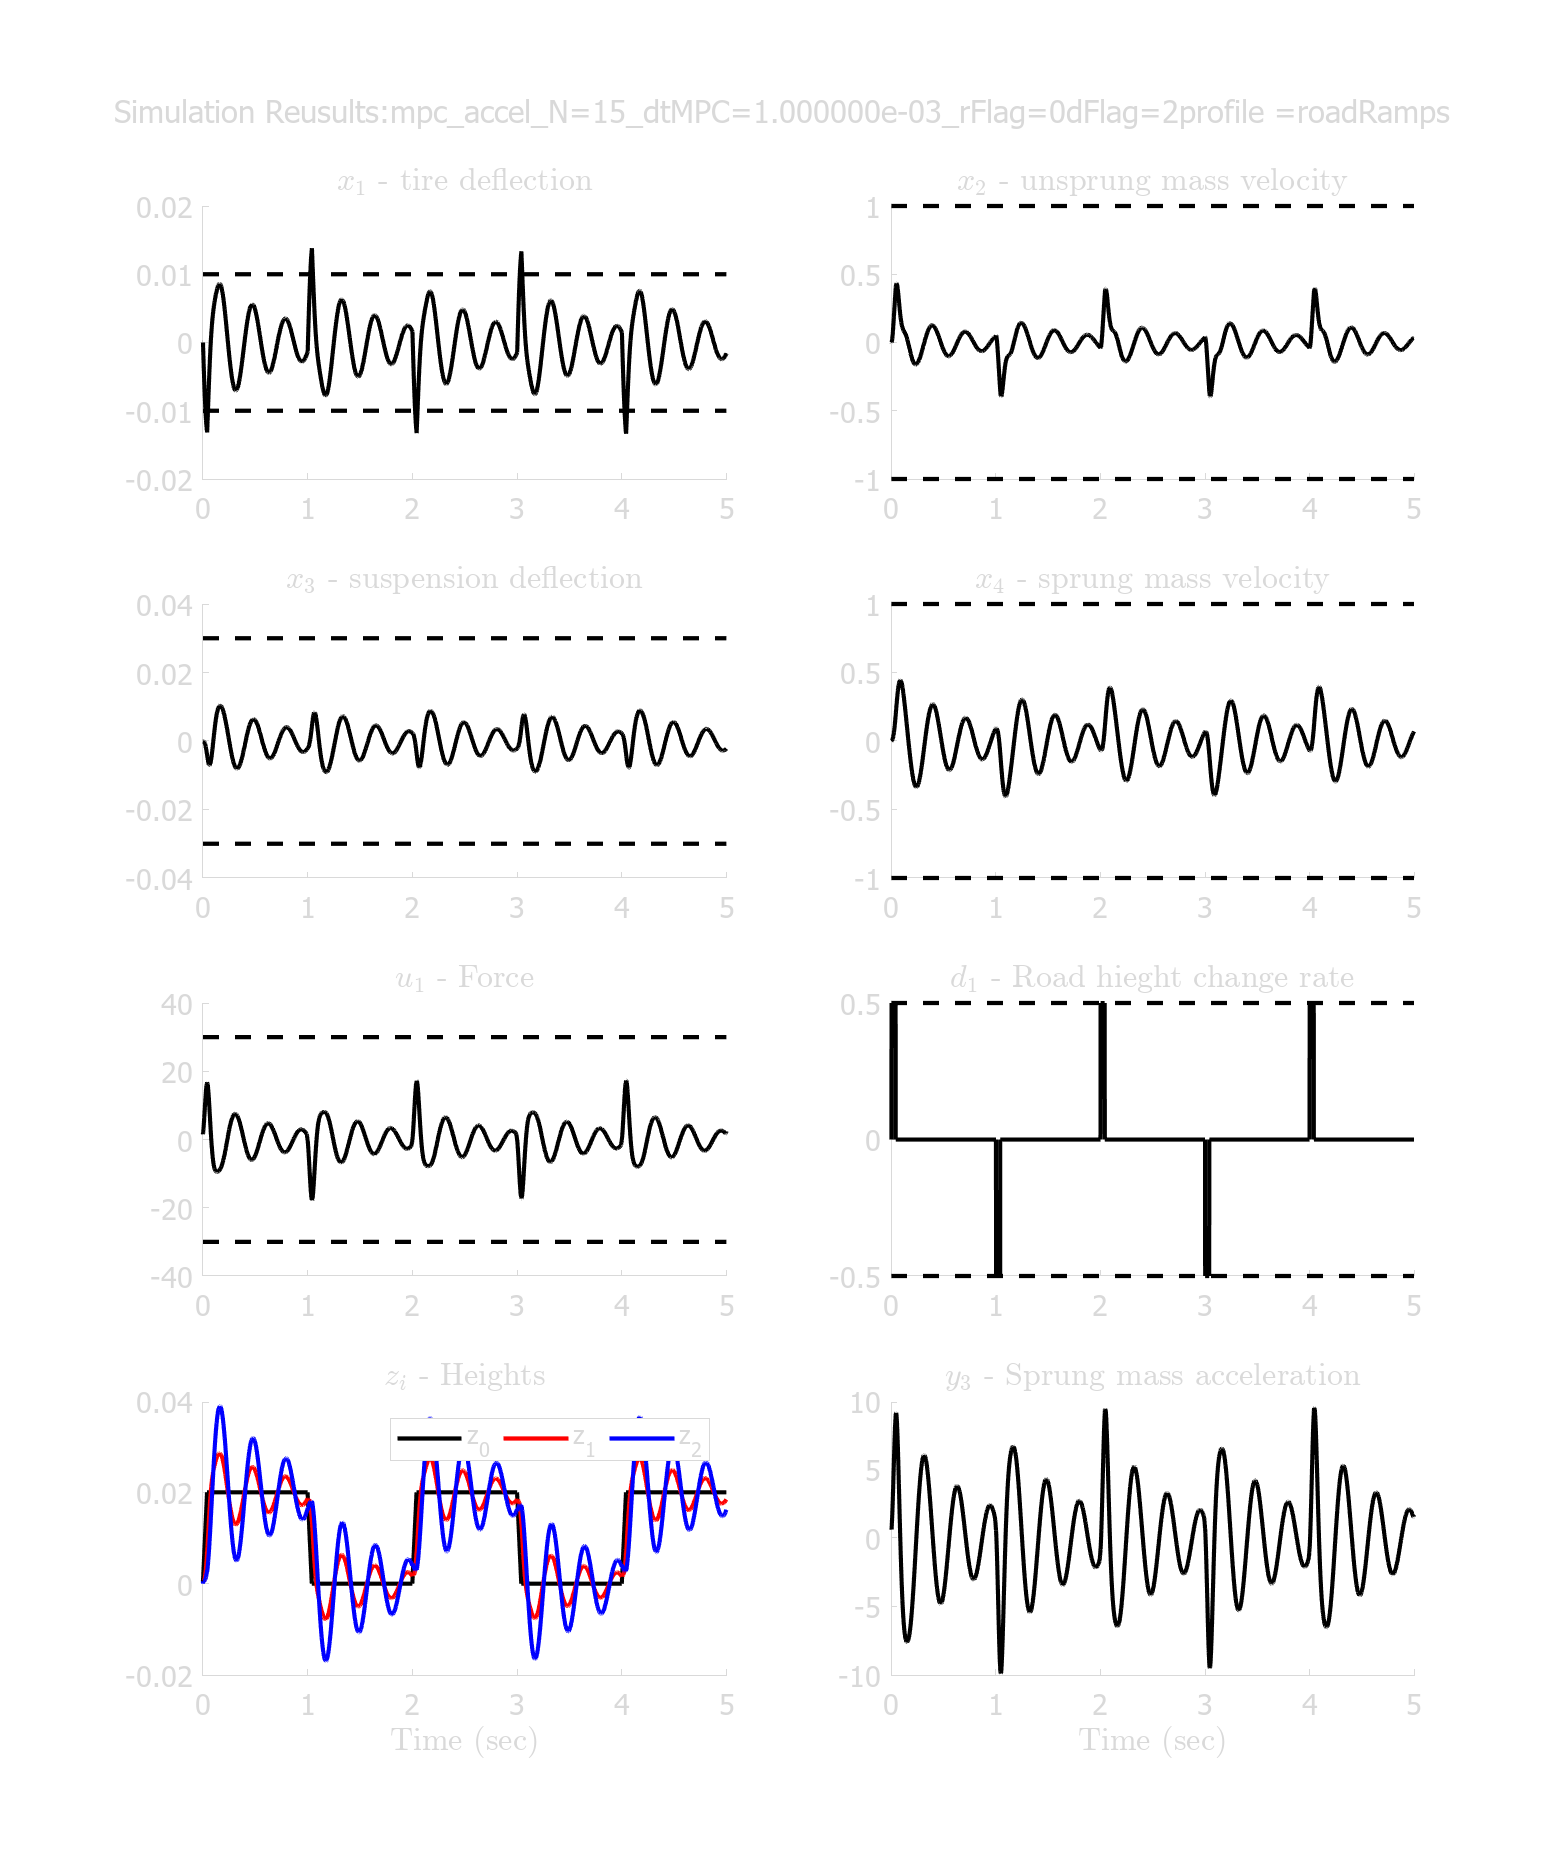 Simulation Reusults:mpc_accel_N=15_dtMPC=1.000000e-03_rFlag=0dFlag=2profile =roadRamps
x₁ - tire deflection
0.02
0.01
0
-0.01
-0.02
0 1 2 3 4 5
x₂ - unsprung mass velocity
1
0.5
0
-0.5
-1
0 1 2 3 4 5
x₃ - suspension deflection
0.04
0.02
0
-0.02
-0.04
0 1 2 3 4 5
x₄ - sprung mass velocity
1
0.5
0
-0.5
-1
0 1 2 3 4 5
u₁ - Force
40
20
0
-20
-40
0 1 2 3 4 5
d₁ - Road hieght change rate
0.5
0
-0.5
0 1 2 3 4 5
zᵢ - Heights
0.04
0.02
0
-0.02
z₀ z₁ z₂
0 1 2 3 4 5
Time (sec)
y₃ - Sprung mass acceleration
10
5
0
-5
-10
0 1 2 3 4 5
Time (sec)